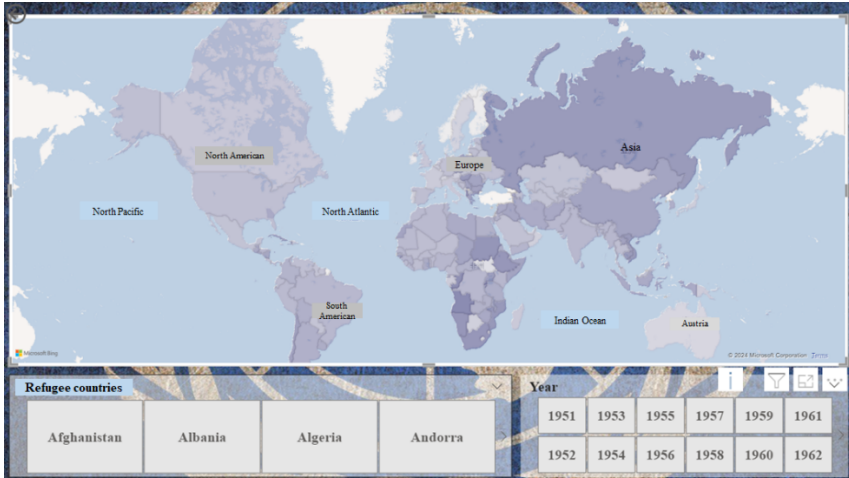 Asia
North American
Europe
North Pacific
North Atlantic
South
American
Indian Ocean
Austria
Microsoft Bing
© 2024 Microsoft Corporation Terms
Refugee countries
Year
Afghanistan
Albania
Algeria
Andorra
1951 1953 1955 1957 1959 1961
1952 1954 1956 1958 1960 1962